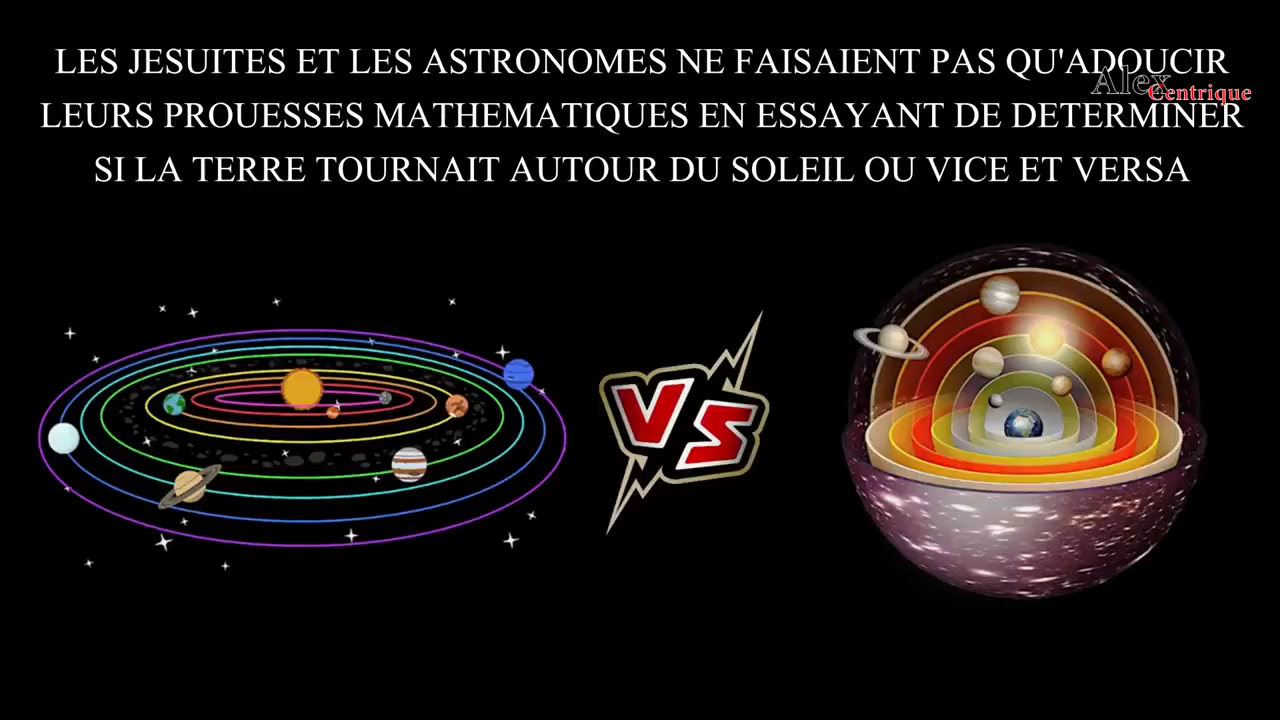 LES JESUITES ET LES ASTRONOMES NE FAISAIENT PAS QU'ADOUCIR
LEURS PROUESSES MATHEMATIQUES EN ESSAYANT DE DETERMINER
SI LA TERRE TOURNAIT AUTOUR DU SOLEIL OU VICE ET VERSA
Alex
Centrique
VS